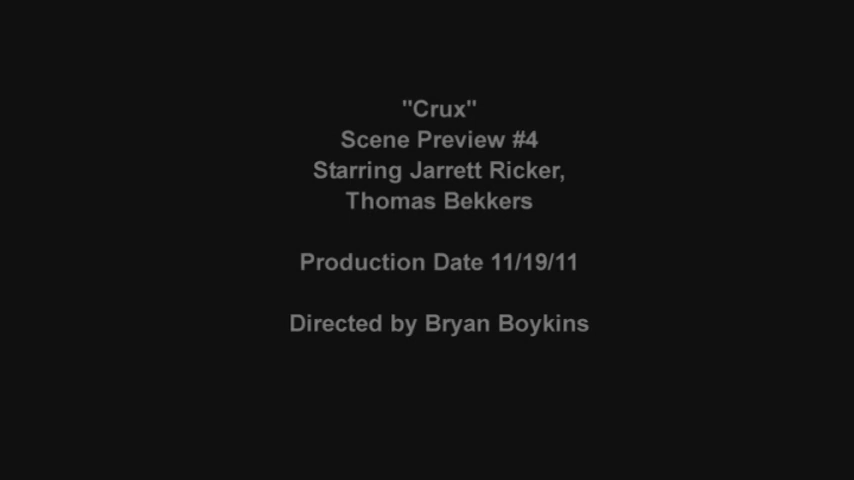 "Crux"
Scene Preview #4
Starring Jarrett Ricker,
Thomas Bekkers
Production Date 11/19/11
Directed by Bryan Boykins